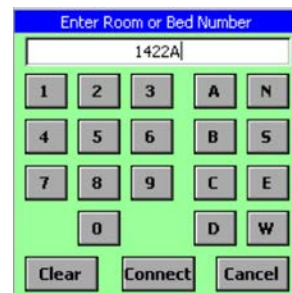 Enter Room or Bed Number
1422A
1 2 3 A N
4 5 6 B S
7 8 9 C E
0 D W
Clear Connect Cancel